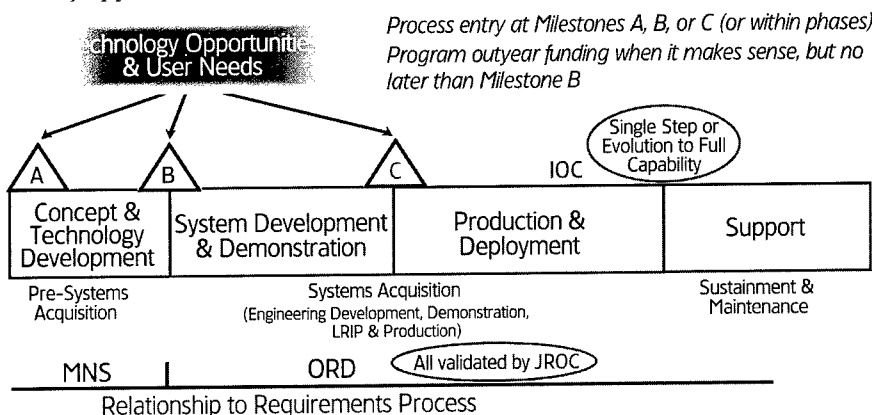 chnology Opportunitie
& User Needs
Process entry at Milestones A, B, or C (or within phases)
Program outyear funding when it makes sense, but no
later than Milestone B
A
B
C
IOC
Single Step or
Evolution to Full
Capability
Concept &
Technology
Development
System Development
& Demonstration
Production &
Deployment
Support
Pre-Systems
Acquisition
Systems Acquisition
(Engineering Development, Demonstration,
LRIP & Production)
Sustainment &
Maintenance
MNS
ORD
All validated by JROC
Relationship to Requirements Process